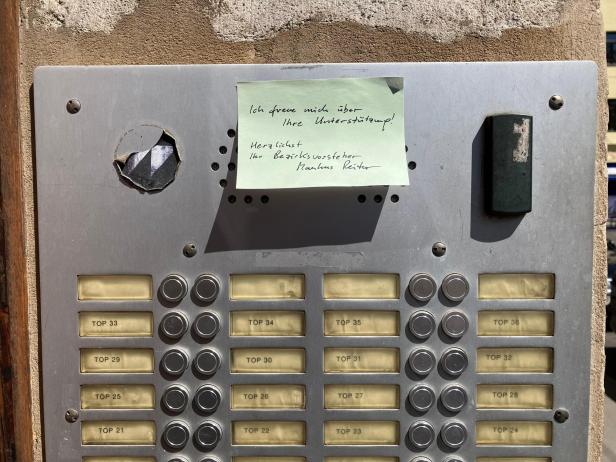 Ich freue mich über
Ihre Unterstützung!
Herzlichst
Ihr Bezirksvorsteher
Markus Reiter
TOP 33
TOP 34
TOP 35
TOP 36
TOP 29
TOP 30
TOP 31
TOP 32
TOP 25
TOP 26
TOP 27
TOP 28
TOP 21
TOP 22
TOP 23
TOP 24